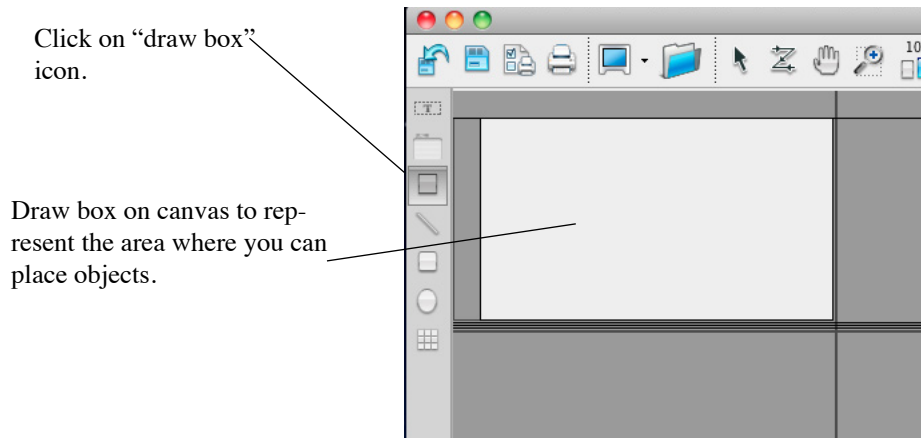 Click on “draw box”
icon.
10
T
Draw box on canvas to rep-
resent the area where you can
place objects.